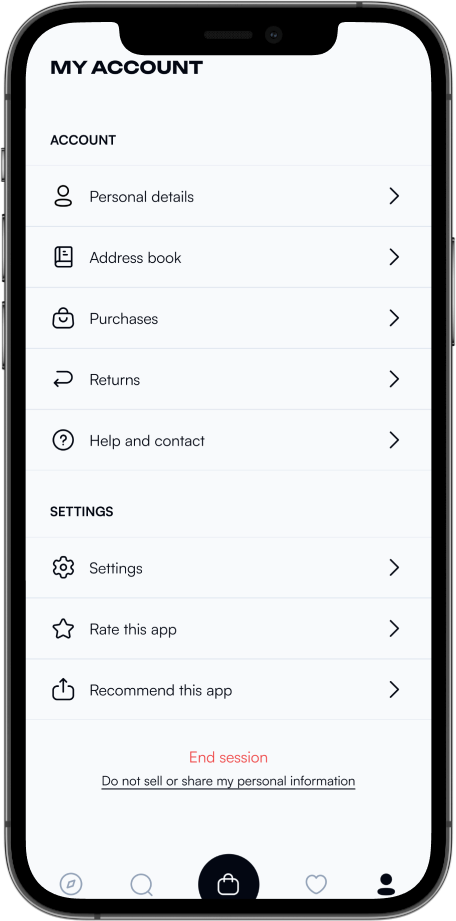 MY ACCOUNT
ACCOUNT
Personal details
Address book
Purchases
Returns
Help and contact
SETTINGS
Settings
Rate this app
Recommend this app
End session
Do not sell or share my personal information